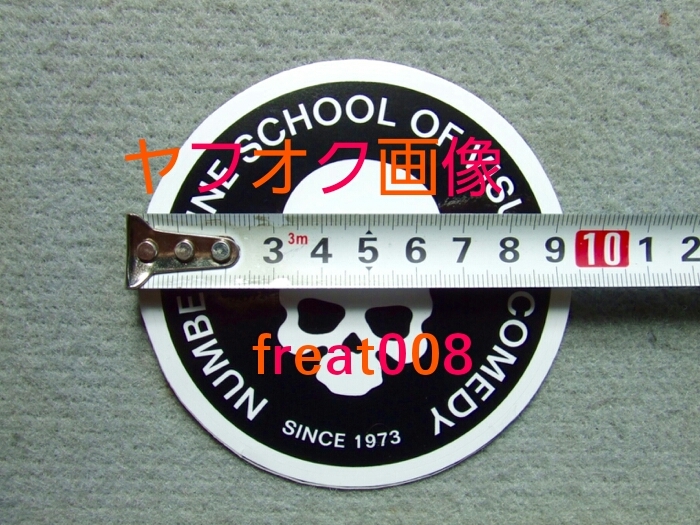 INE SCHOOL OF
ヤフオク画像
3 3m 4 5 6 7 8 9 10 1 2
NUMBE COMEDY
freat008
SINCE 1973